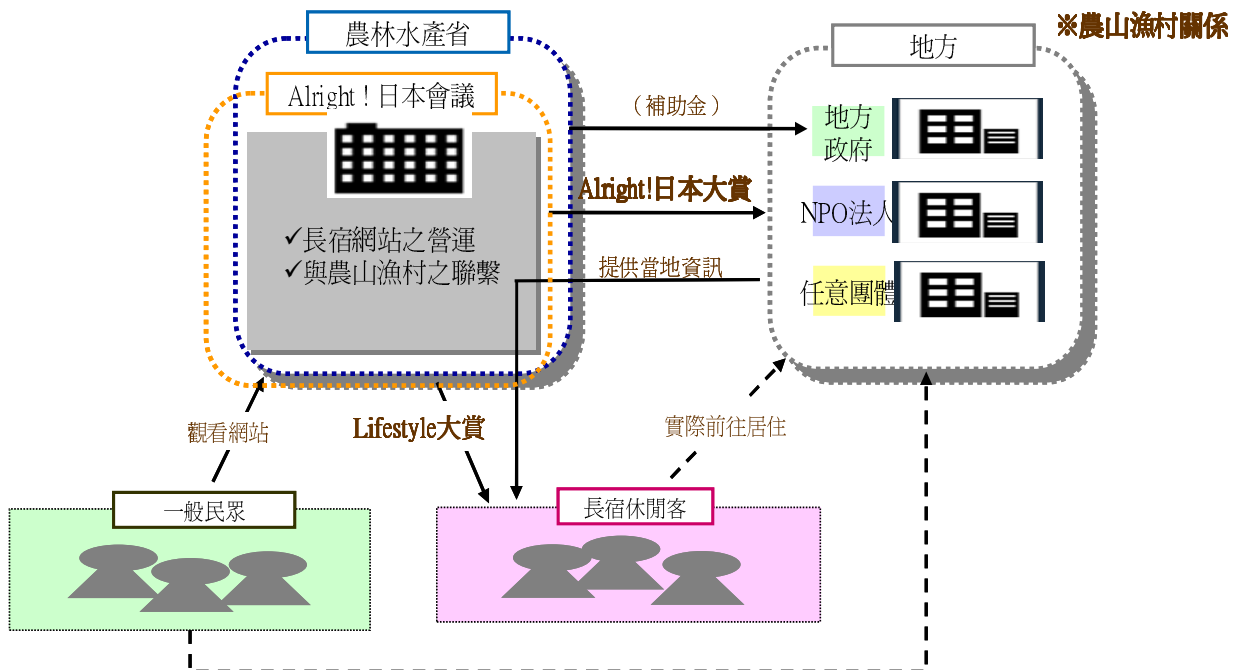 農林水產省
地方
※農山漁村關係
Alright！日本會議
（補助金）
地方
政府
Alright!日本大賞
NPO法人
✓長宿網站之營運
✓與農山漁村之聯繫
提供當地資訊
任意團體
觀看網站
Lifestyle大賞
實際前往居住
一般民眾
長宿休閒客